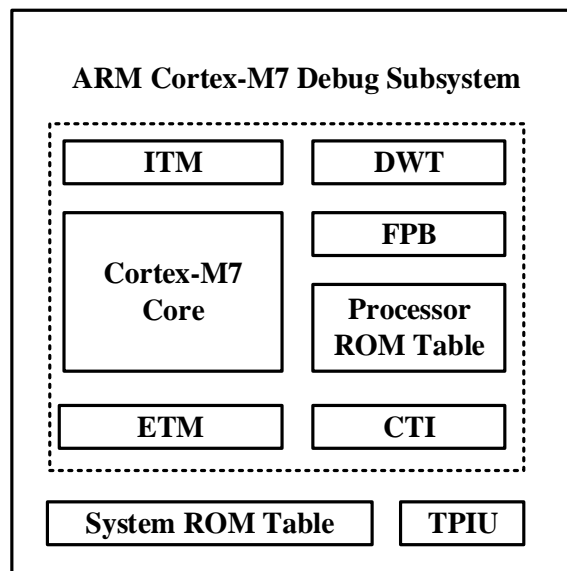 ARM Cortex-M7 Debug Subsystem
ITM
DWT
Cortex-M7
Core
FPB
Processor
ROM Table
ETM
CTI
System ROM Table
TPIU